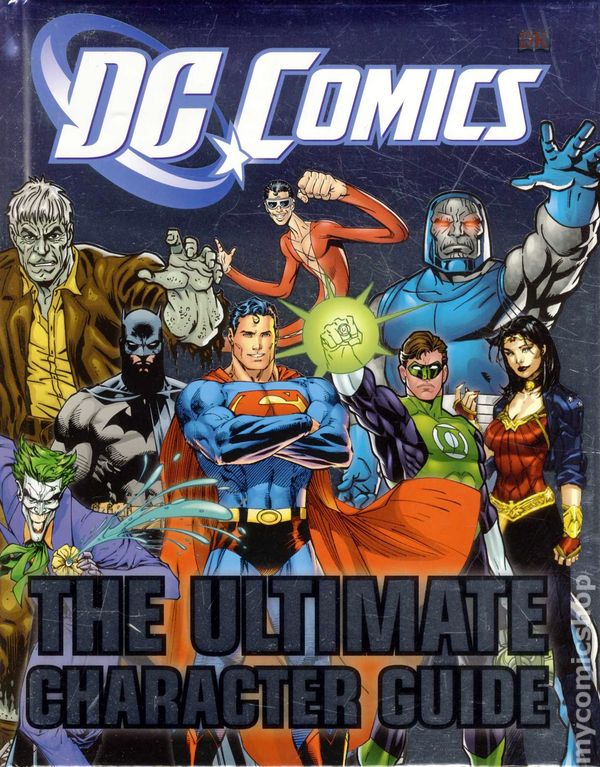 DK
DC COMICS
THE ULTIMATE
CHARACTER GUIDE
mycomicshop